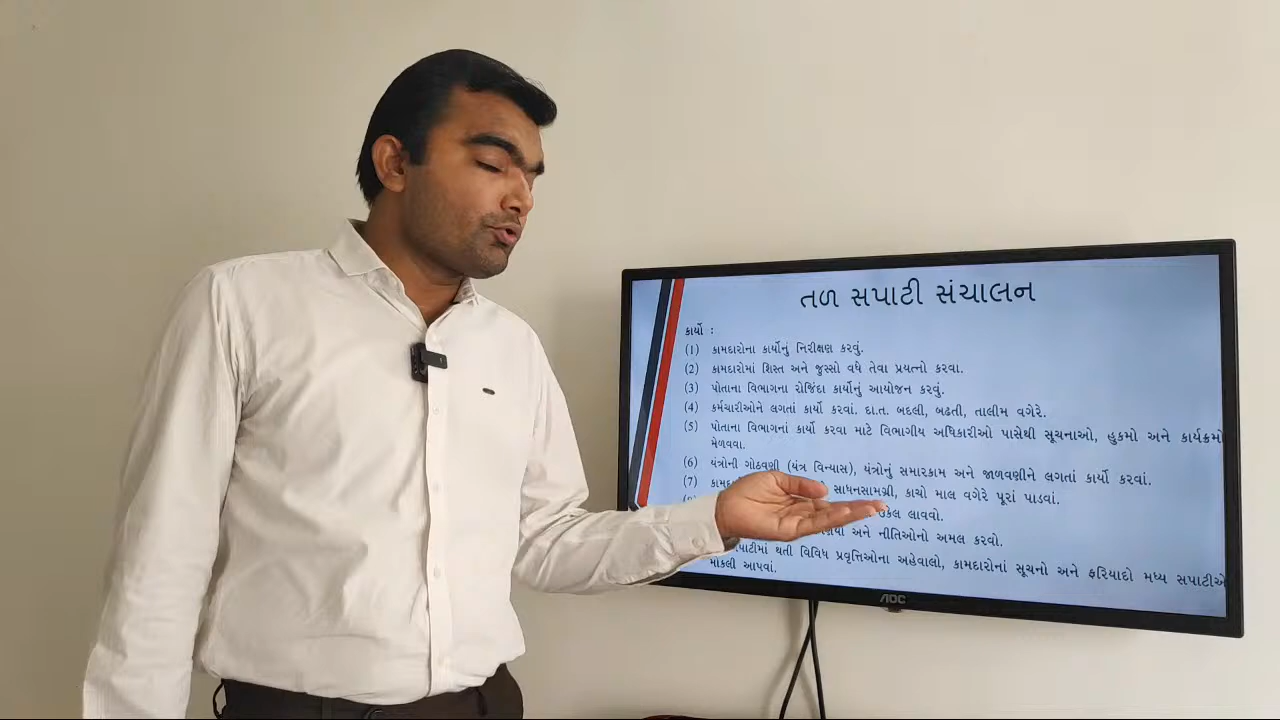 તળ સપાટી સંચાલન
કાર્યો :
(1) કામદારોના કાર્યોનું નિરીક્ષણ કરવું.
(2) કામદારોમાં શિસ્ત અને જુસ્સો વધે તેવા પ્રયત્નો કરવા.
(3) પોતાના વિભાગના રોજિંદા કાર્યોનું આયોજન કરવું.
(4) કર્મચારીઓને લગતાં કાર્યો કરવાં. દા.ત. બદલી, બઢતી, તાલીમ વગેરે.
(5) પોતાના વિભાગનાં કાર્યો કરવા માટે વિભાગીય અધિકારીઓ પાસેથી સૂચનાઓ, હુકમો અને કાર્યક્રમો
મેળવવા.
(6) યંત્રોની ગોઠવણી (યંત્ર વિન્યાસ), યંત્રોનું સમારકામ અને જાળવણીને લગતાં કાર્યો કરવાં.
(7) સાધનસામગ્રી, કાચો માલ વગેરે પૂરાં પાડવાં.
ઉકેલ લાવવો.
અને નીતિઓનો અમલ કરવો.
થતી વિવિધ પ્રવૃત્તિઓના અહેવાલો, કામદારોનાં સૂચનો અને ફરિયાદો મધ્ય સપાટીએ
મોકલી આપવાં.
AOC